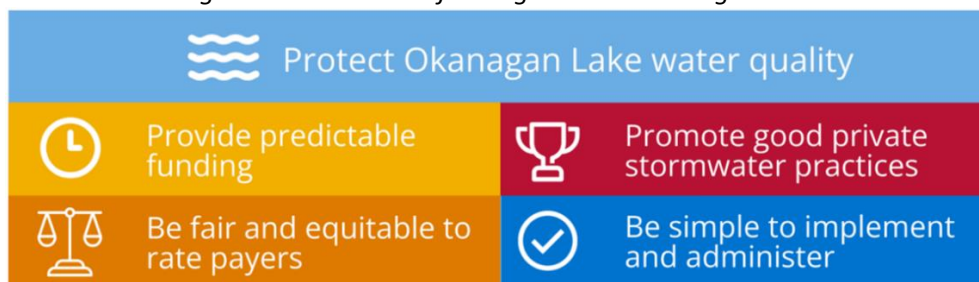 Protect Okanagan Lake water quality
Provide predictable
funding
Promote good private
stormwater practices
Be fair and equitable to
rate payers
Be simple to implement
and administer